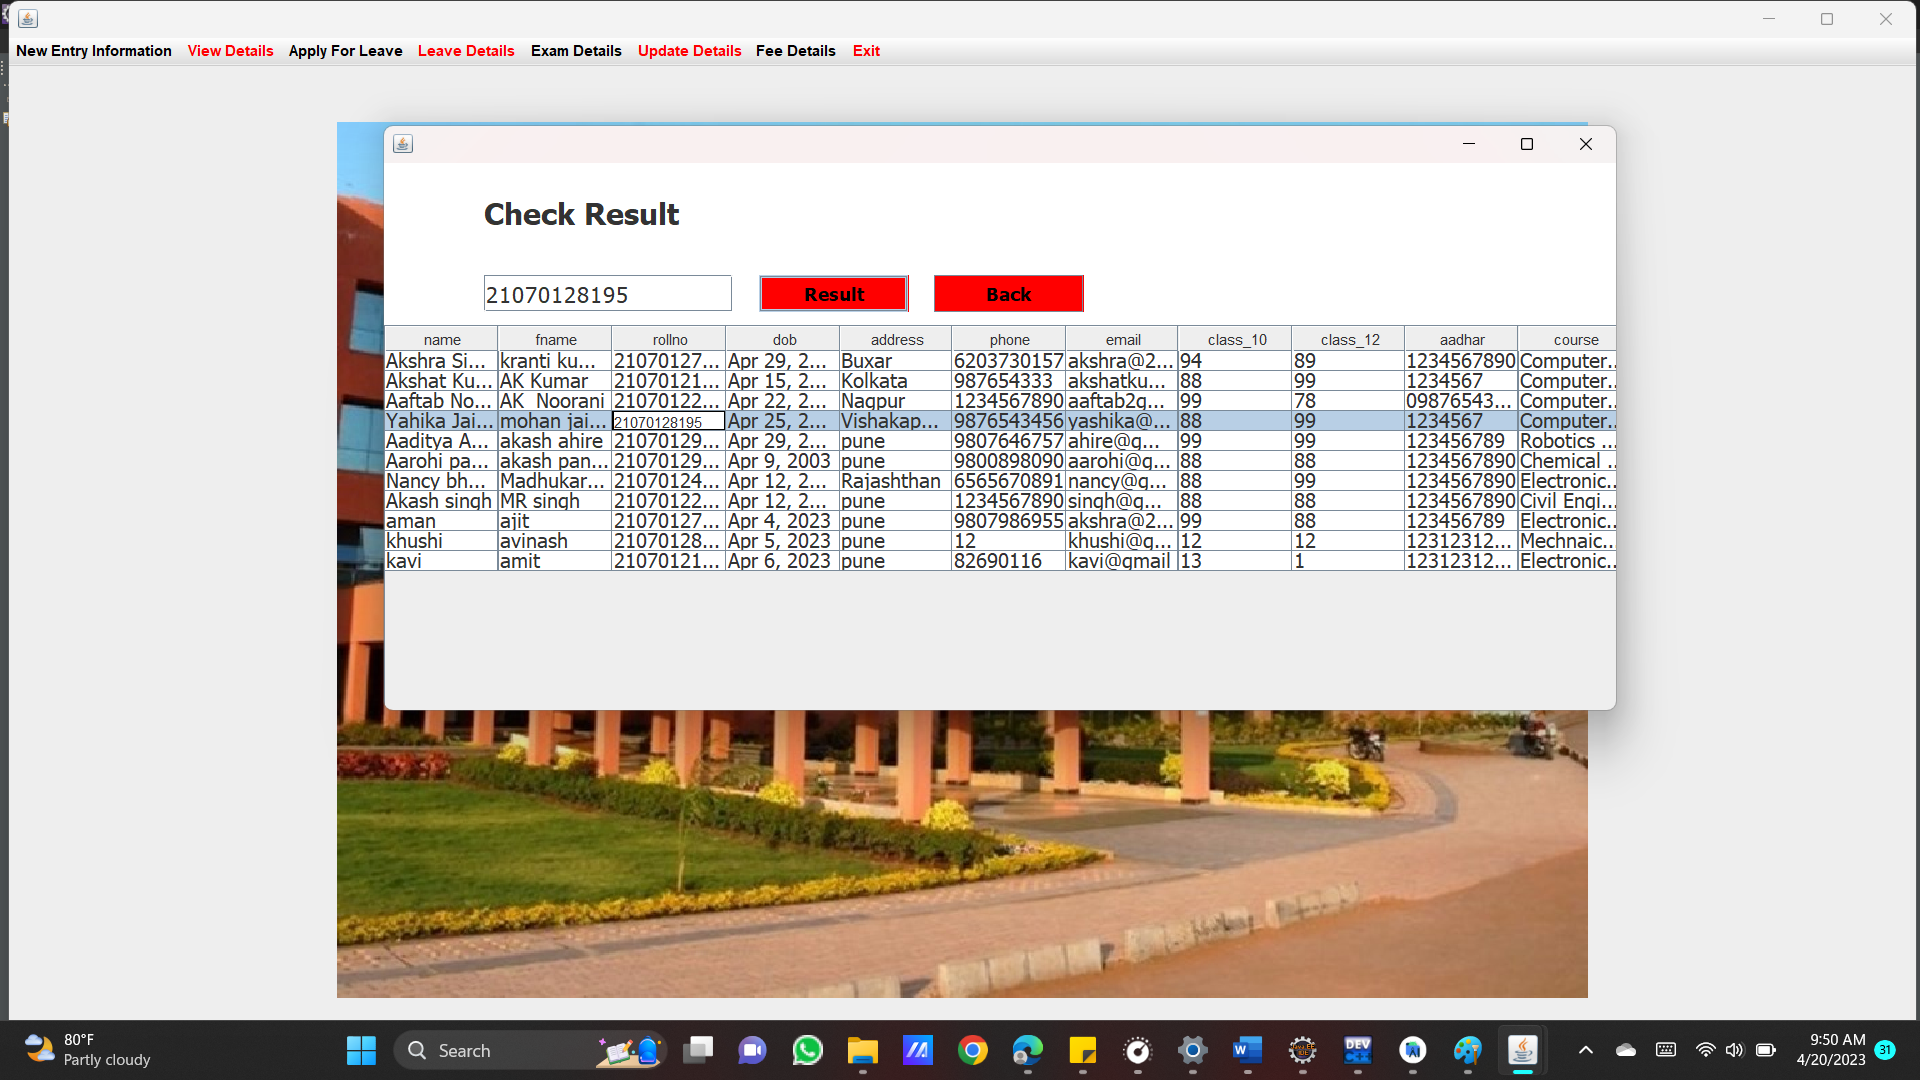 New Entry Information View Details Apply For Leave Leave Details Exam Details Update Details Fee Details Exit
Check Result
21070128195 Result Back
name fname rollno dob address phone email class_10 class_12 aadhar course
Akshra Si... kranti ku... 21070127... Apr 29, 2... Buxar 6203730157 akshra@2... 94 89 1234567890 Computer...
Akshat Ku... AK Kumar 21070121... Apr 15, 2... Kolkata 987654333 akshatku... 88 99 1234567 Computer...
Aaftab No... AK Noorani 21070122... Apr 22, 2... Nagpur 1234567890 aaftab2g... 99 78 09876543... Computer...
Yahika Jai... mohan jai... 21070128195 Apr 25, 2... Vishakap... 9876543456 yashika@... 88 99 1234567 Computer...
Aaditya A... akash ahire 21070129... Apr 29, 2... pune 9807646757 ahire@g... 99 99 123456789 Robotics ...
Aarohi pa... akash pan... 21070129... Apr 9, 2003 pune 9800898090 aarohi@g... 88 88 1234567890 Chemical ...
Nancy bh... Madhukar... 21070124... Apr 12, 2... Rajashthan 6565670891 nancy@g... 88 99 1234567890 Electronic...
Akash singh MR singh 21070122... Apr 12, 2... pune 1234567890 singh@g... 88 88 1234567890 Civil Engi...
aman ajit 21070127... Apr 4, 2023 pune 9807986955 akshra@2... 99 88 123456789 Electronic...
khushi avinash 21070128... Apr 5, 2023 pune 12 khushi@g... 12 12 12312312... Mechnaic...
kavi amit 21070121... Apr 6, 2023 pune 82690116 kavi@gmail 13 1 12312312... Electronic...
80°F
Partly cloudy
Search
DEV
9:50 AM
4/20/2023
31